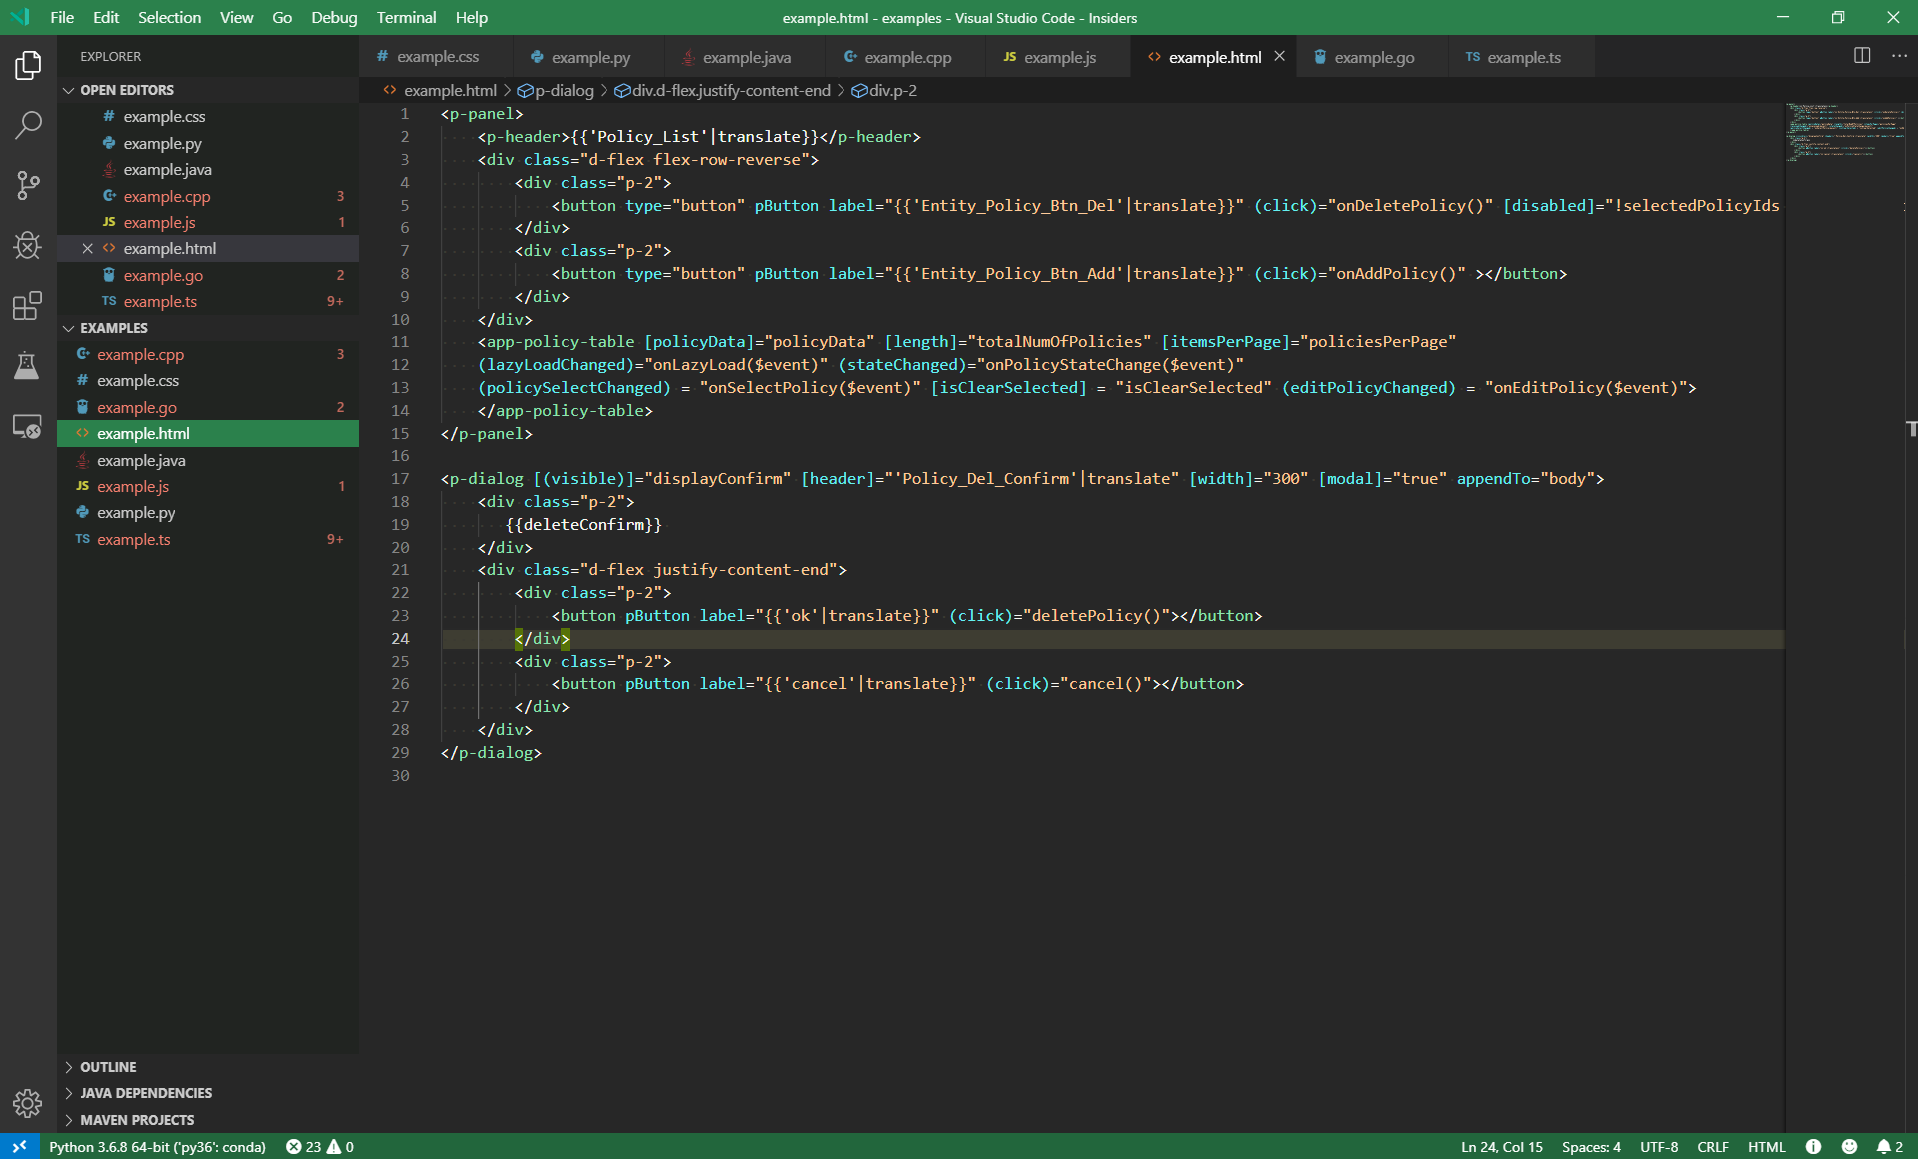 File Edit Selection View Go Debug Terminal Help
example.html - examples - Visual Studio Code - Insiders
EXPLORER
OPEN EDITORS
# example.css
example.py
example.java
example.cpp 3
JS example.js 1
example.html
example.go 2
TS example.ts 9+
EXAMPLES
example.cpp 3
# example.css
example.go 2
example.html
example.java
JS example.js 1
example.py
TS example.ts 9+
OUTLINE
JAVA DEPENDENCIES
MAVEN PROJECTS
# example.css example.py example.java example.cpp JS example.js example.html example.go TS example.ts
example.html > p-dialog > div.d-flex.justify-content-end > div.p-2
1 <p-panel>
2 <p-header>{{'Policy_List'|translate}}</p-header>
3 <div class="d-flex flex-row-reverse">
4 <div class="p-2">
5 <button type="button" pButton label="{{'Entity_Policy_Btn_Del'|translate}}" (click)="onDeletePolicy()" [disabled]="!selectedPolicyIds
6 </div>
7 <div class="p-2">
8 <button type="button" pButton label="{{'Entity_Policy_Btn_Add'|translate}}" (click)="onAddPolicy()" ></button>
9 </div>
10 </div>
11 <app-policy-table [policyData]="policyData" [length]="totalNumOfPolicies" [itemsPerPage]="policiesPerPage"
12 (lazyLoadChanged)="onLazyLoad($event)" (stateChanged)="onPolicyStateChange($event)"
13 (policySelectChanged) = "onSelectPolicy($event)" [isClearSelected] = "isClearSelected" (editPolicyChanged) = "onEditPolicy($event)">
14 </app-policy-table>
15 </p-panel>
16
17 <p-dialog [(visible)]="displayConfirm" [header]="'Policy_Del_Confirm'|translate" [width]="300" [modal]="true" appendTo="body">
18 <div class="p-2">
19 {{deleteConfirm}}
20 </div>
21 <div class="d-flex justify-content-end">
22 <div class="p-2">
23 <button pButton label="{{'ok'|translate}}" (click)="deletePolicy()"></button>
24 </div>
25 <div class="p-2">
26 <button pButton label="{{'cancel'|translate}}" (click)="cancel()"></button>
27 </div>
28 </div>
29 </p-dialog>
30
Python 3.6.8 64-bit ('py36': conda) 23 0
Ln 24, Col 15 Spaces: 4 UTF-8 CRLF HTML 2